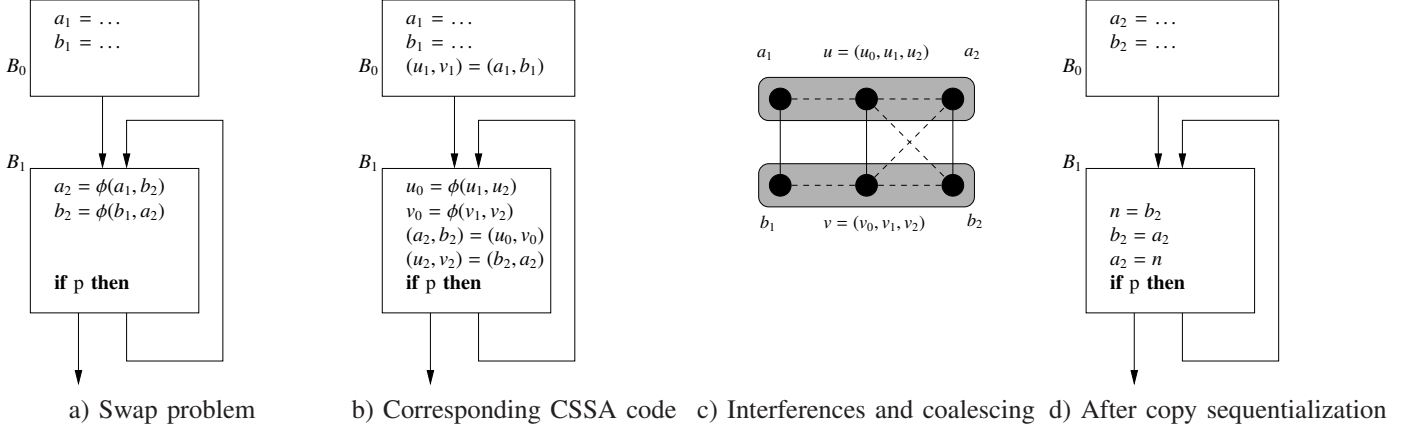 a₁ = …
b₁ = …
B₀
B₁
a₂ = ϕ(a₁, b₂)
b₂ = ϕ(b₁, a₂)
if p then
a) Swap problem
a₁ = …
b₁ = …
(u₁, v₁) = (a₁, b₁)
B₀
B₁
u₀ = ϕ(u₁, u₂)
v₀ = ϕ(v₁, v₂)
(a₂, b₂) = (u₀, v₀)
(u₂, v₂) = (b₂, a₂)
if p then
b) Corresponding CSSA code
a₁ u = (u₀, u₁, u₂) a₂
b₁ v = (v₀, v₁, v₂) b₂
c) Interferences and coalescing
a₂ = …
b₂ = …
B₀
B₁
n = b₂
b₂ = a₂
a₂ = n
if p then
d) After copy sequentialization